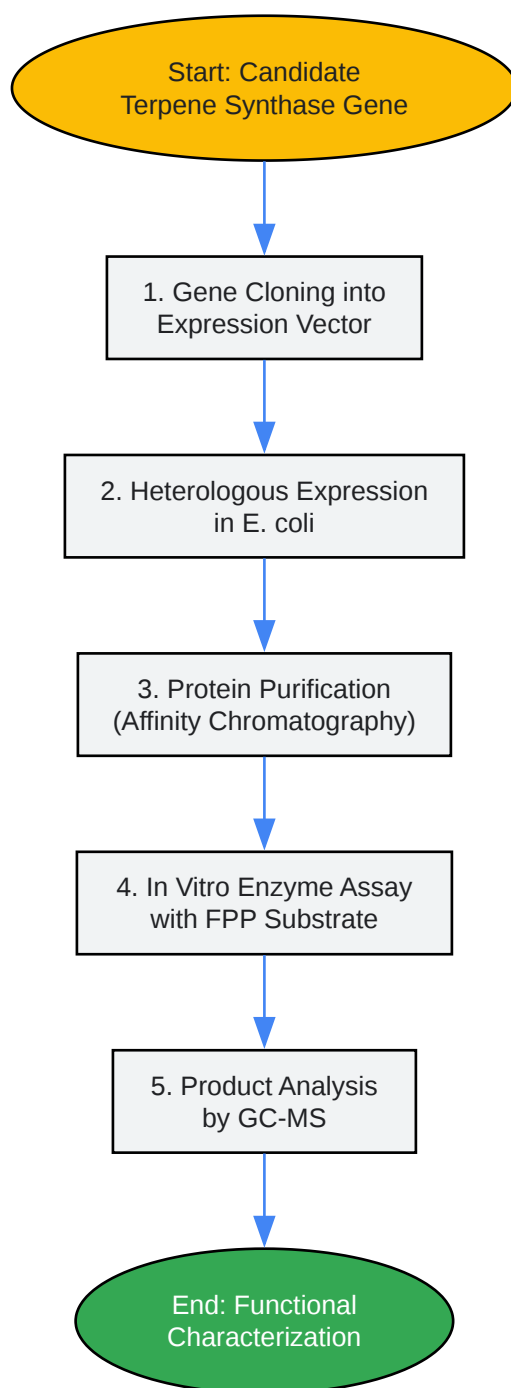 Start: Candidate
Terpene Synthase Gene
1. Gene Cloning into
Expression Vector
2. Heterologous Expression
in E. coli
3. Protein Purification
(Affinity Chromatography)
4. In Vitro Enzyme Assay
with FPP Substrate
5. Product Analysis
by GC-MS
End: Functional
Characterization